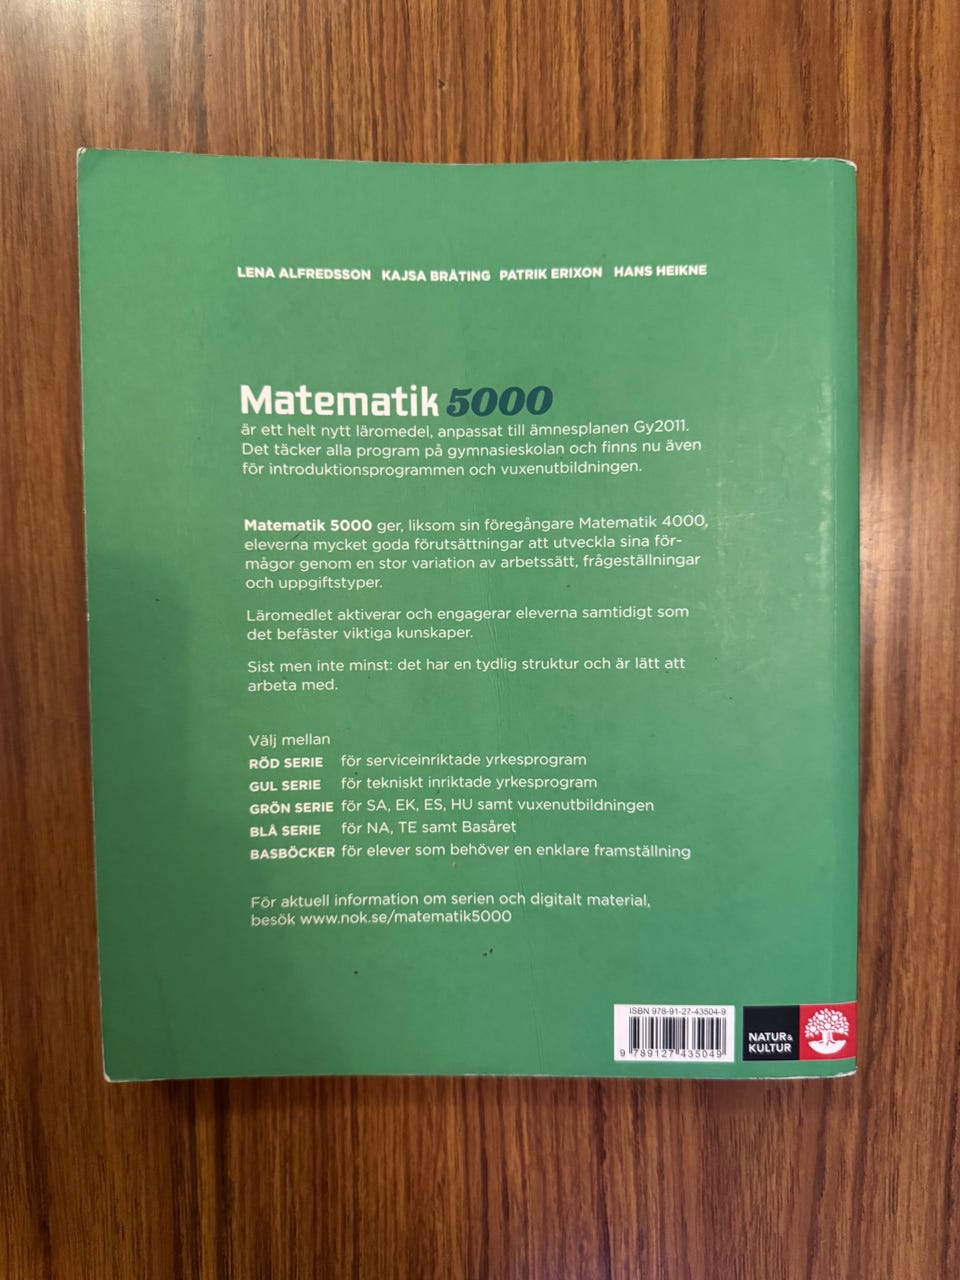 LENA ALFREDSSON KAJSA BRÅTING PATRIK ERIXON HANS HEIKNE
Matematik 5000
är ett helt nytt läromedel, anpassat till ämnesplanen Gy2011.
Det täcker alla program på gymnasieskolan och finns nu även
för introduktionsprogrammen och vuxenutbildningen.
Matematik 5000 ger, liksom sin föregångare Matematik 4000,
eleverna mycket goda förutsättningar att utveckla sina för-
mågor genom en stor variation av arbetssätt, frågeställningar
och uppgiftstyper.
Läromedlet aktiverar och engagerar eleverna samtidigt som
det befäster viktiga kunskaper.
Sist men inte minst: det har en tydlig struktur och är lätt att
arbeta med.
Välj mellan
RÖD SERIE för serviceinriktade yrkesprogram
GUL SERIE för tekniskt inriktade yrkesprogram
GRÖN SERIE för SA, EK, ES, HU samt vuxenutbildningen
BLÅ SERIE för NA, TE samt Basåret
BASBÖCKER för elever som behöver en enklare framställning
För aktuell information om serien och digitalt material,
besök www.nok.se/matematik5000
ISBN 978-91-27-43504-9
9 789127 435049
NATUR &
KULTUR